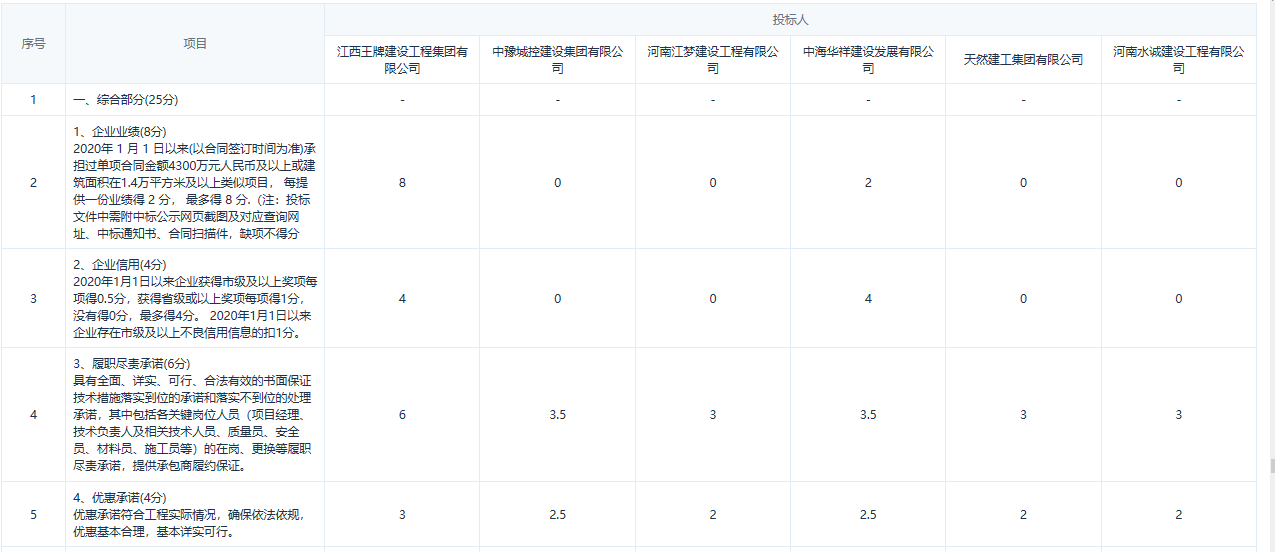 序号
项目
投标人
江西王牌建设工程集团有
限公司
中豫城控建设集团有限公
司
河南江梦建设工程有限公
司
中海华祥建设发展有限公
司
天然建工集团有限公司
河南水诚建设工程有限公
司
1
一、综合部分(25分)
-
-
-
-
-
-
2
1、企业业绩(8分)
2020年 1 月 1 日以来(以合同签订时间为准)承
担过单项合同金额4300万元人民币及以上或建
筑面积在1.4万平方米及以上类似项目， 每提
供一份业绩得 2 分， 最多得 8 分.（注：投标
文件中需附中标公示网页截图及对应查询网
址、中标通知书、合同扫描件，缺项不得分
8
0
0
2
0
0
3
2、企业信用(4分)
2020年1月1日以来企业获得市级及以上奖项每
项得0.5分，获得省级或以上奖项每项得1分，
没有得0分，最多得4分。 2020年1月1日以来
企业存在市级及以上不良信用信息的扣1分。
4
0
0
4
0
0
4
3、履职尽责承诺(6分)
具有全面、详实、可行、合法有效的书面保证
技术措施落实到位的承诺和落实不到位的处理
承诺，其中包括各关键岗位人员（项目经理、
技术负责人及相关技术人员、质量员、安全
员、材料员、施工员等）的在岗、更换等履职
尽责承诺，提供承包商履约保证。
6
3.5
3
3.5
3
3
5
4、优惠承诺(4分)
优惠承诺符合工程实际情况，确保依法依规，
优惠基本合理，基本详实可行。
3
2.5
2
2.5
2
2